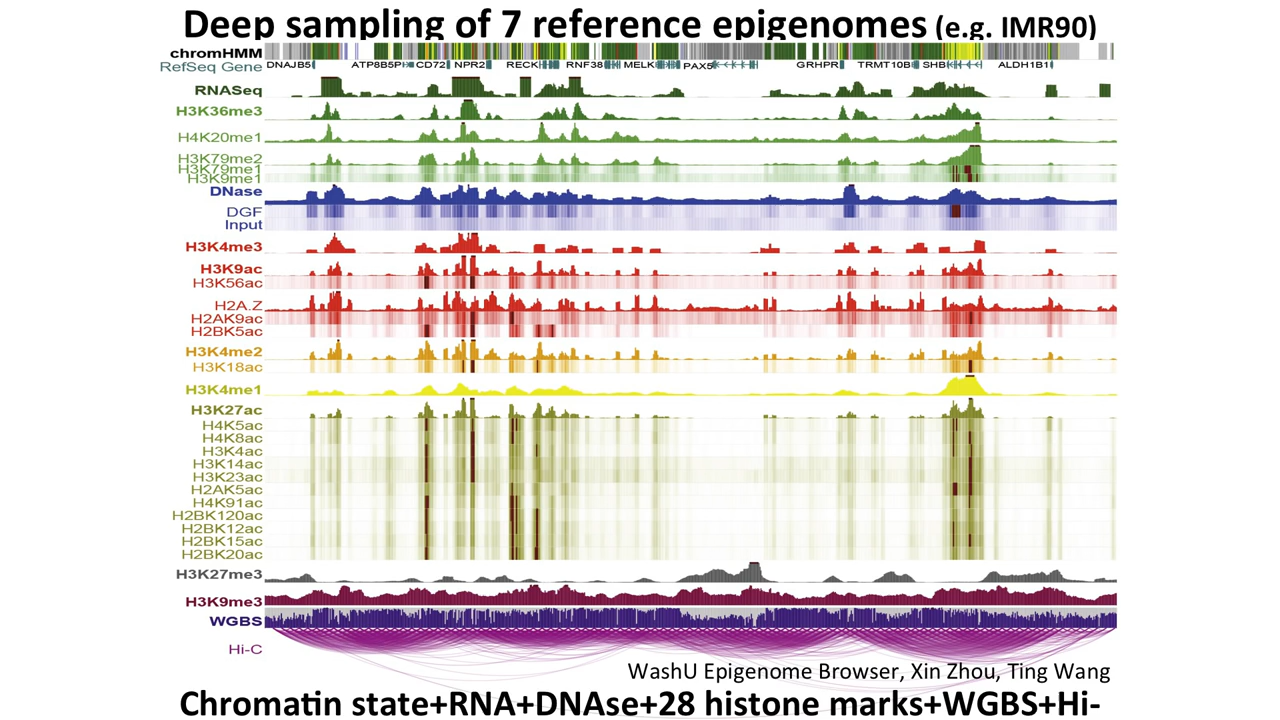 Deep sampling of 7 reference epigenomes (e.g. IMR90)
chromHMM
RefSeq Gene DNAJB5 ATP8B5P CD72 NPR2 RECK RNF38 MELK PAX5 GRHPR TRMT10B SHB ALDH1B1
RNASeq
H3K36me3
H4K20me1
H3K79me2
H3K79me1
H3K9me1
DNase
DGF
Input
H3K4me3
H3K9ac
H3K56ac
H2A.Z
H2AK9ac
H2BK5ac
H3K4me2
H3K18ac
H3K4me1
H3K27ac
H4K5ac
H4K8ac
H3K4ac
H3K14ac
H3K23ac
H2AK5ac
H4K91ac
H2BK120ac
H2BK12ac
H2BK15ac
H2BK20ac
H3K27me3
H3K9me3
WGBS
Hi-C
WashU Epigenome Browser, Xin Zhou, Ting Wang
Chromatin state+RNA+DNAse+28 histone marks+WGBS+Hi-